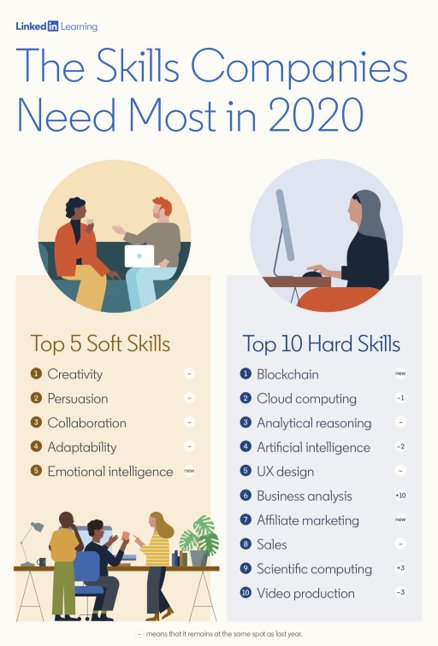 LinkedIn Learning
The Skills Companies
Need Most in 2020
Top 5 Soft Skills
1 Creativity –
2 Persuasion –
3 Collaboration –
4 Adaptability –
5 Emotional intelligence new
Top 10 Hard Skills
1 Blockchain new
2 Cloud computing –1
3 Analytical reasoning –
4 Artificial intelligence –2
5 UX design –
6 Business analysis +10
7 Affiliate marketing new
8 Sales –
9 Scientific computing +3
10 Video production –3
– means that it remains at the same spot as last year.